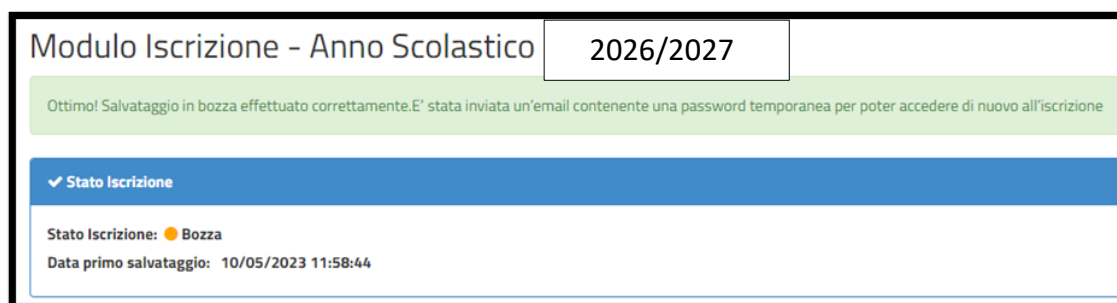 Modulo Iscrizione - Anno Scolastico 2026/2027
Ottimo! Salvataggio in bozza effettuato correttamente.E' stata inviata un'email contenente una password temporanea per poter accedere di nuovo all'iscrizione
Stato Iscrizione
Stato Iscrizione: Bozza
Data primo salvataggio: 10/05/2023 11:58:44